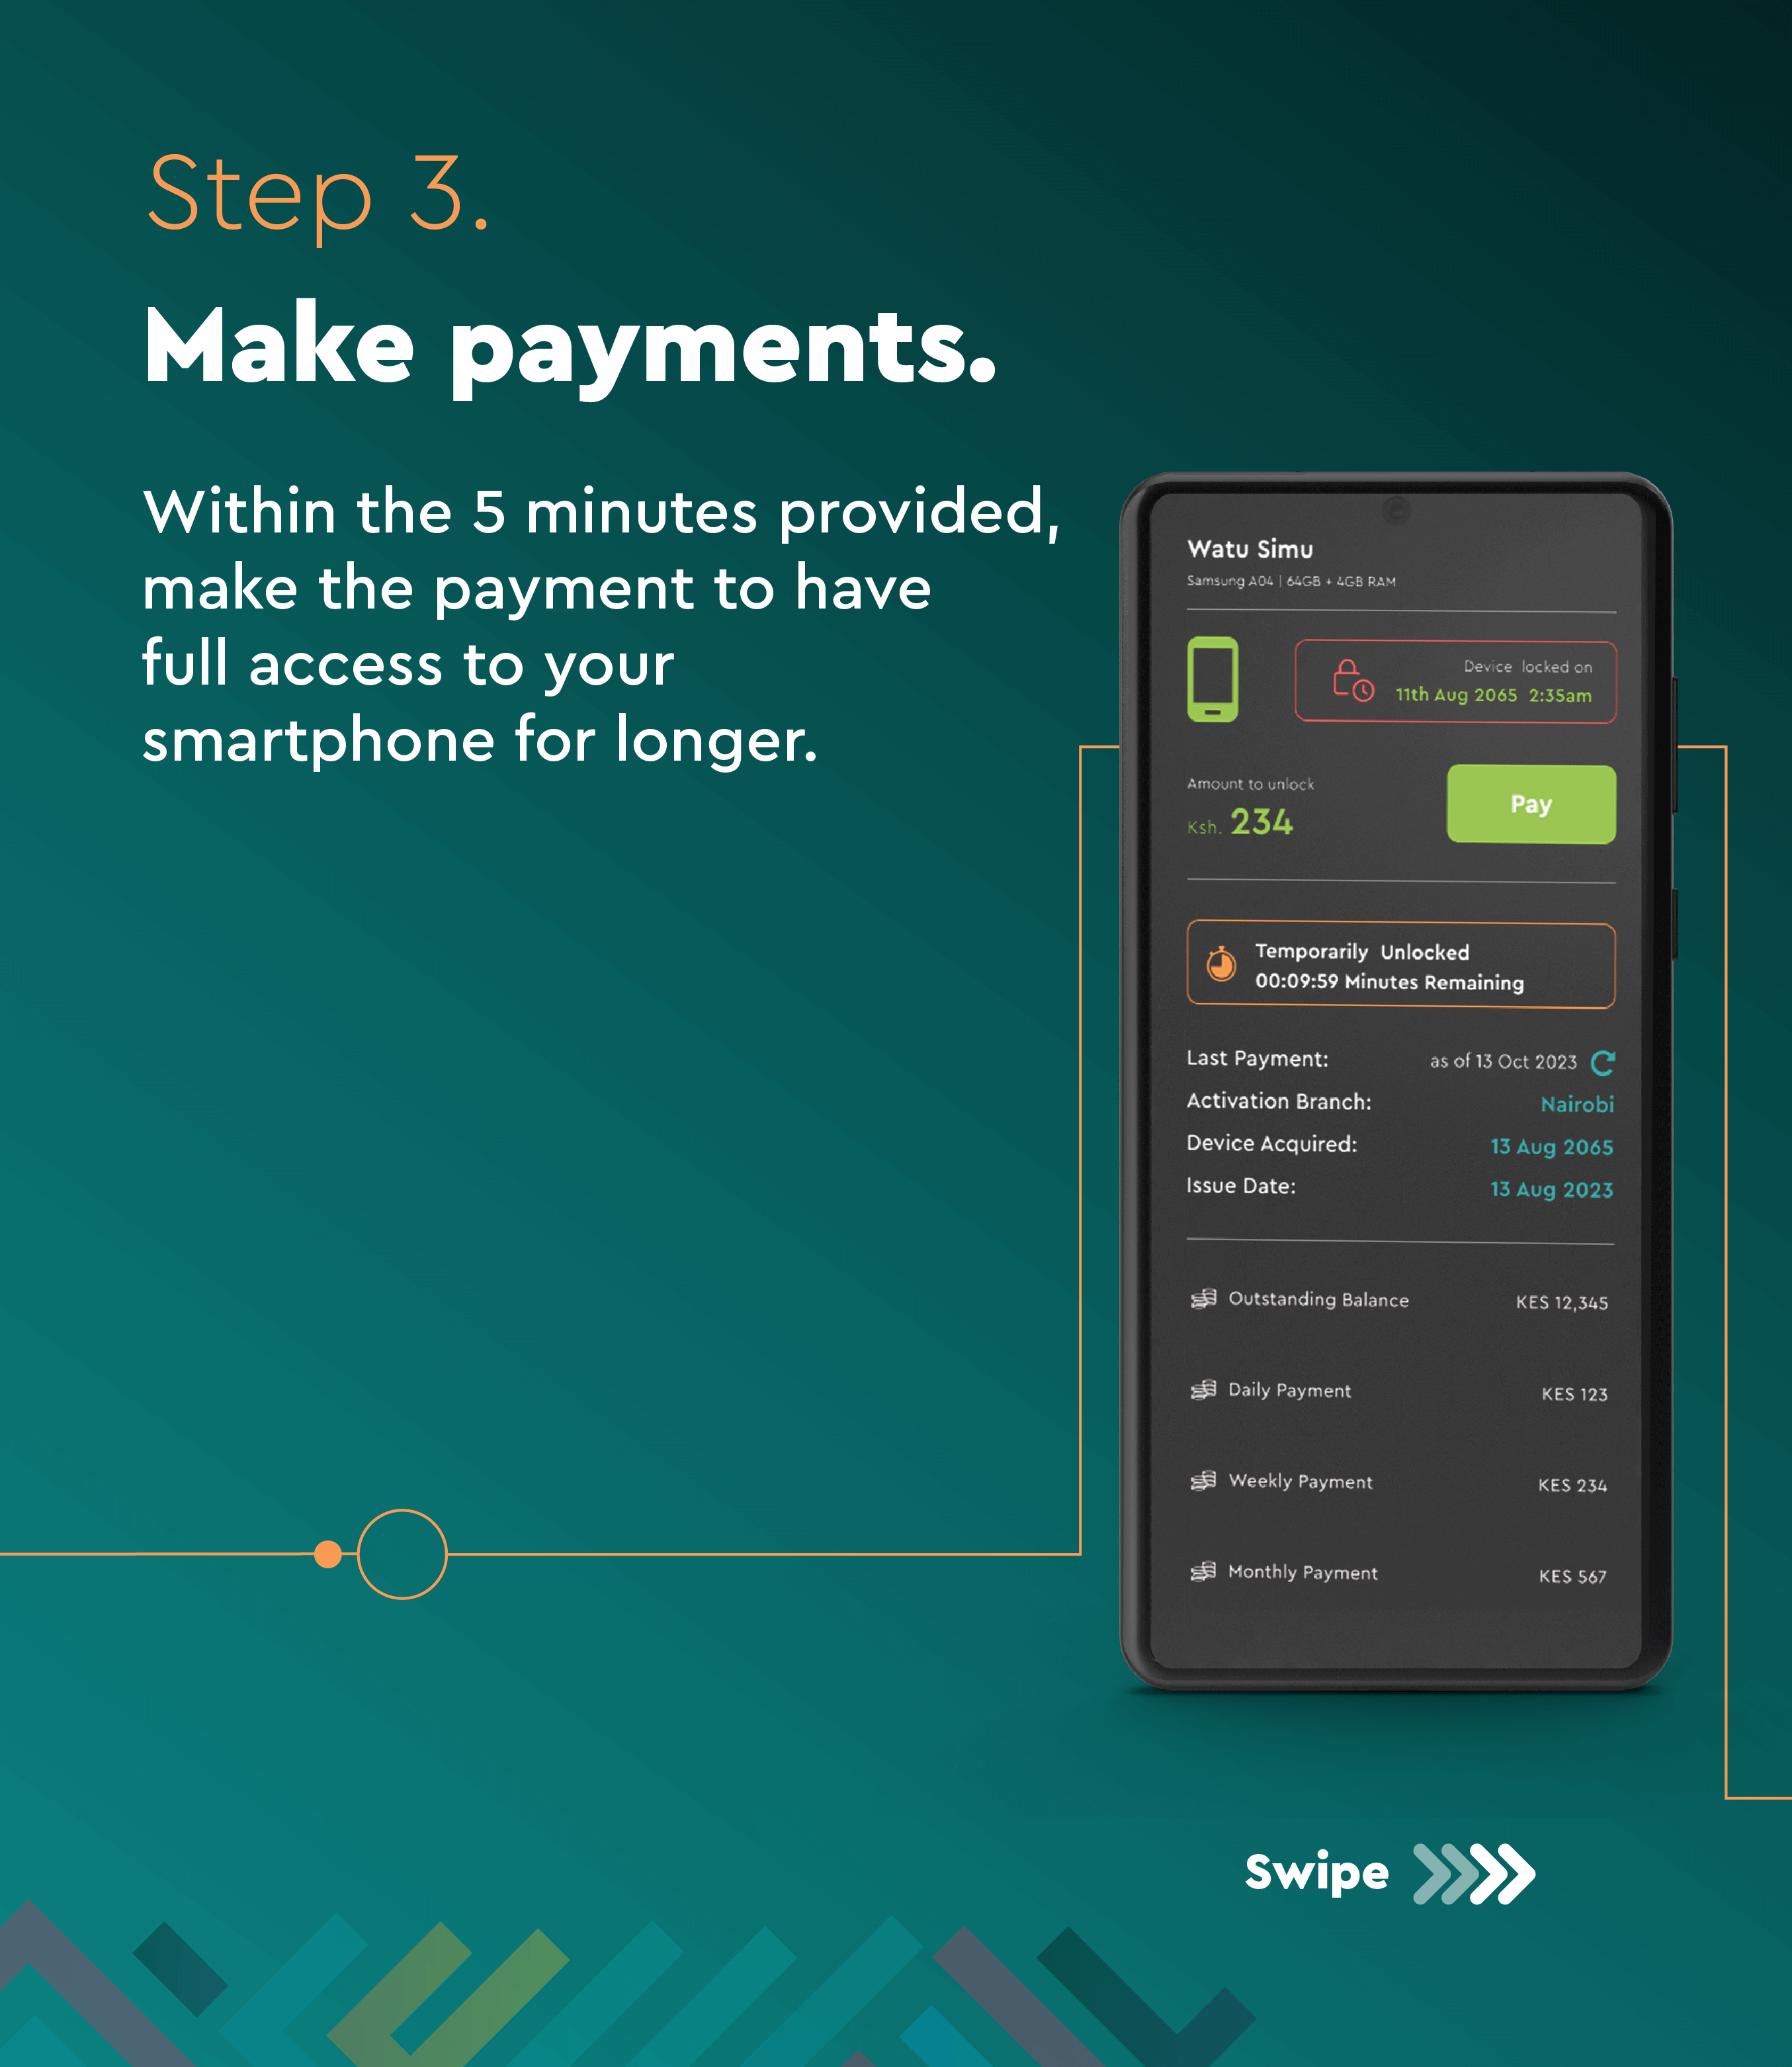 Step 3.
Make payments.
Within the 5 minutes provided,
make the payment to have
full access to your
smartphone for longer.
Watu Simu
Samsung A04 | 64GB + 4GB RAM
Device locked on
11th Aug 2065 2:35am
Amount to unlock
Ksh. 234
Pay
Temporarily Unlocked
00:09:59 Minutes Remaining
Last Payment: as of 13 Oct 2023
Activation Branch: Nairobi
Device Acquired: 13 Aug 2065
Issue Date: 13 Aug 2023
Outstanding Balance KES 12,345
Daily Payment KES 123
Weekly Payment KES 234
Monthly Payment KES 567
Swipe